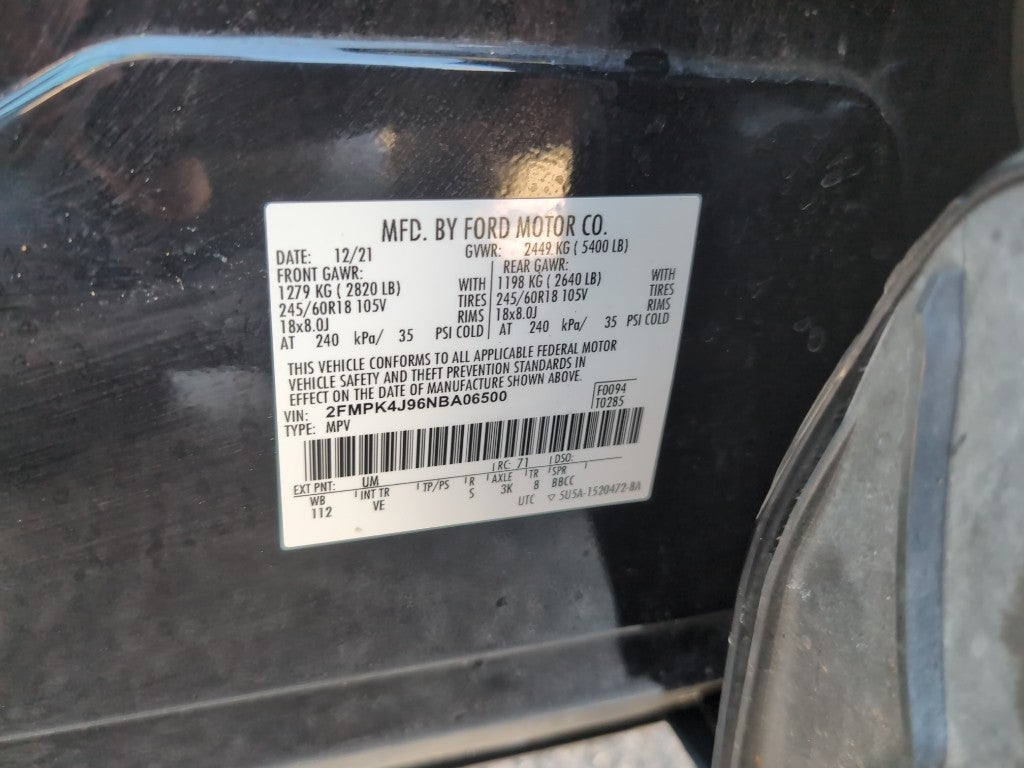 MFD. BY FORD MOTOR CO.
DATE: 12/21 GVWR: 2449 KG ( 5400 LB)
FRONT GAWR: REAR GAWR:
1279 KG ( 2820 LB) WITH 1198 KG ( 2640 LB) WITH
245/60R18 105V TIRES 245/60R18 105V TIRES
18x8.0J RIMS 18x8.0J RIMS
AT 240 kPa/ 35 PSI COLD AT 240 kPa/ 35 PSI COLD
THIS VEHICLE CONFORMS TO ALL APPLICABLE FEDERAL MOTOR
VEHICLE SAFETY AND THEFT PREVENTION STANDARDS IN
EFFECT ON THE DATE OF MANUFACTURE SHOWN ABOVE.
VIN: 2FMPK4J96NBA06500 F0094
TYPE: MPV T0285
EXT PNT: UM RC: 71 DSO:
WB INT TR TP/PS R AXLE TR SPR
112 VE S 3K 8 BBCC
UTC ▽ 5U5A-1520472-BA